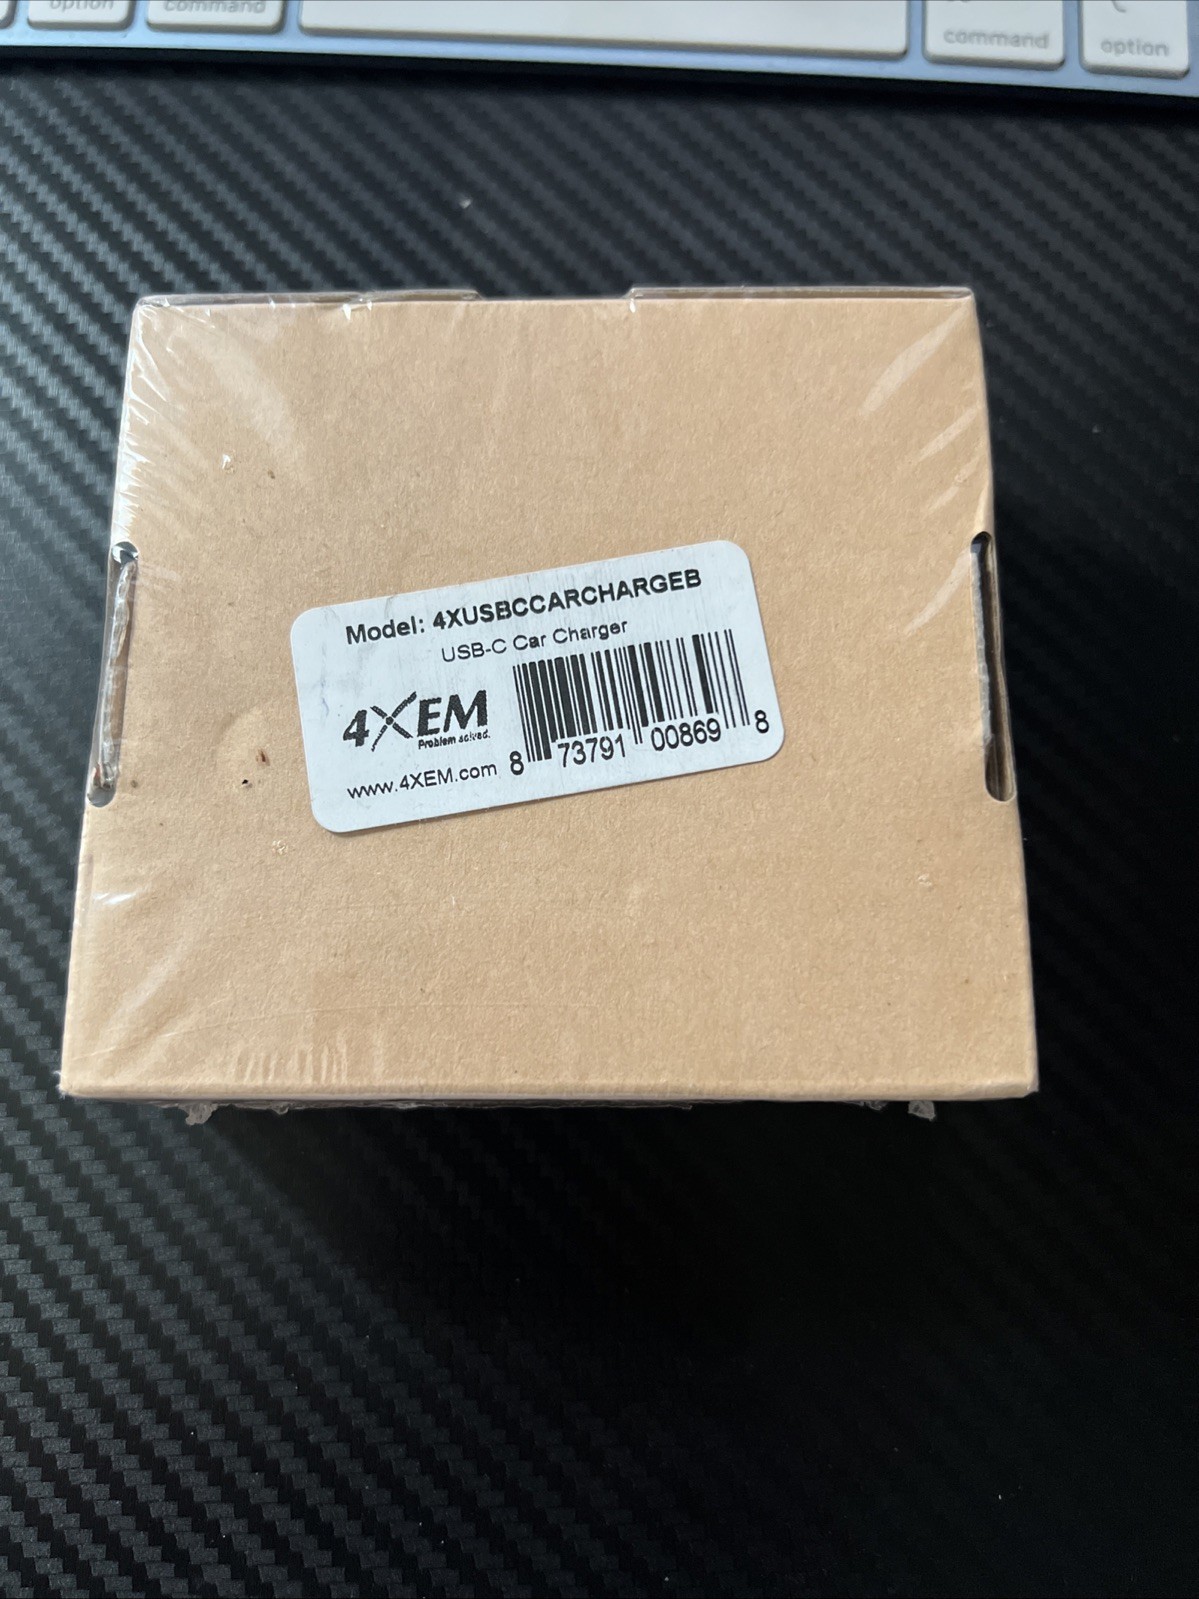 option
command
command
option
Model: 4XUSBCCARCHARGEB
USB-C Car Charger
4XEM
Problem solved.
www.4XEM.com
8 73791 00869 8